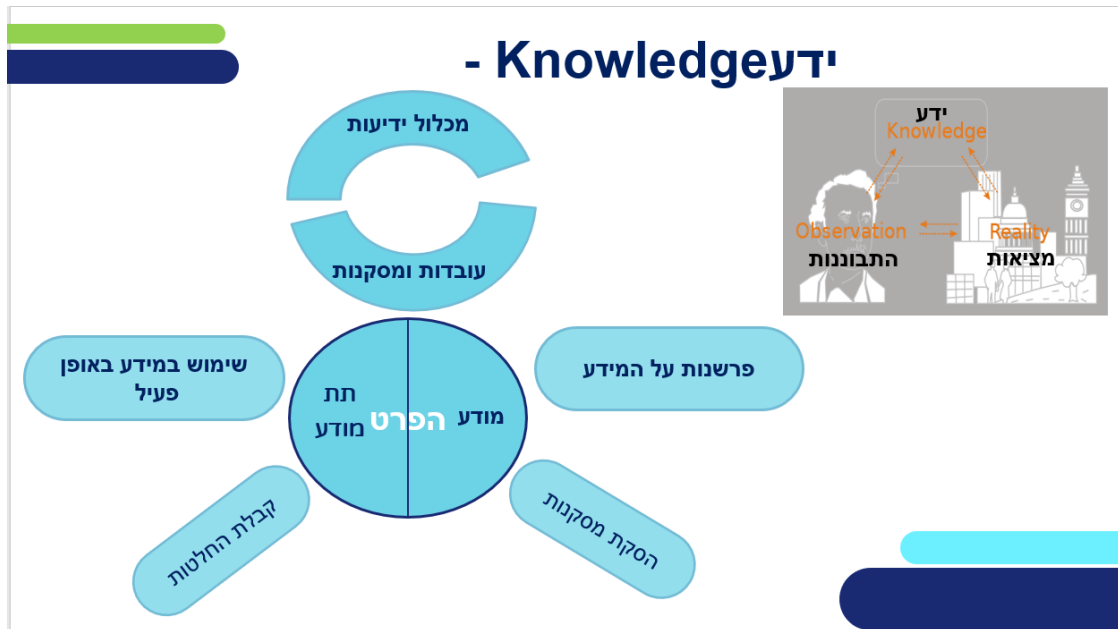 ידע - Knowledge
מכלול ידיעות
עובדות ומסקנות
ידע
Knowledge
Observation
התבוננות
Reality
מציאות
פרשנות על המידע
שימוש במידע באופן
פעיל
מודע
הפרט
תת
מודע
הסקת מסקנות
קבלת החלטות